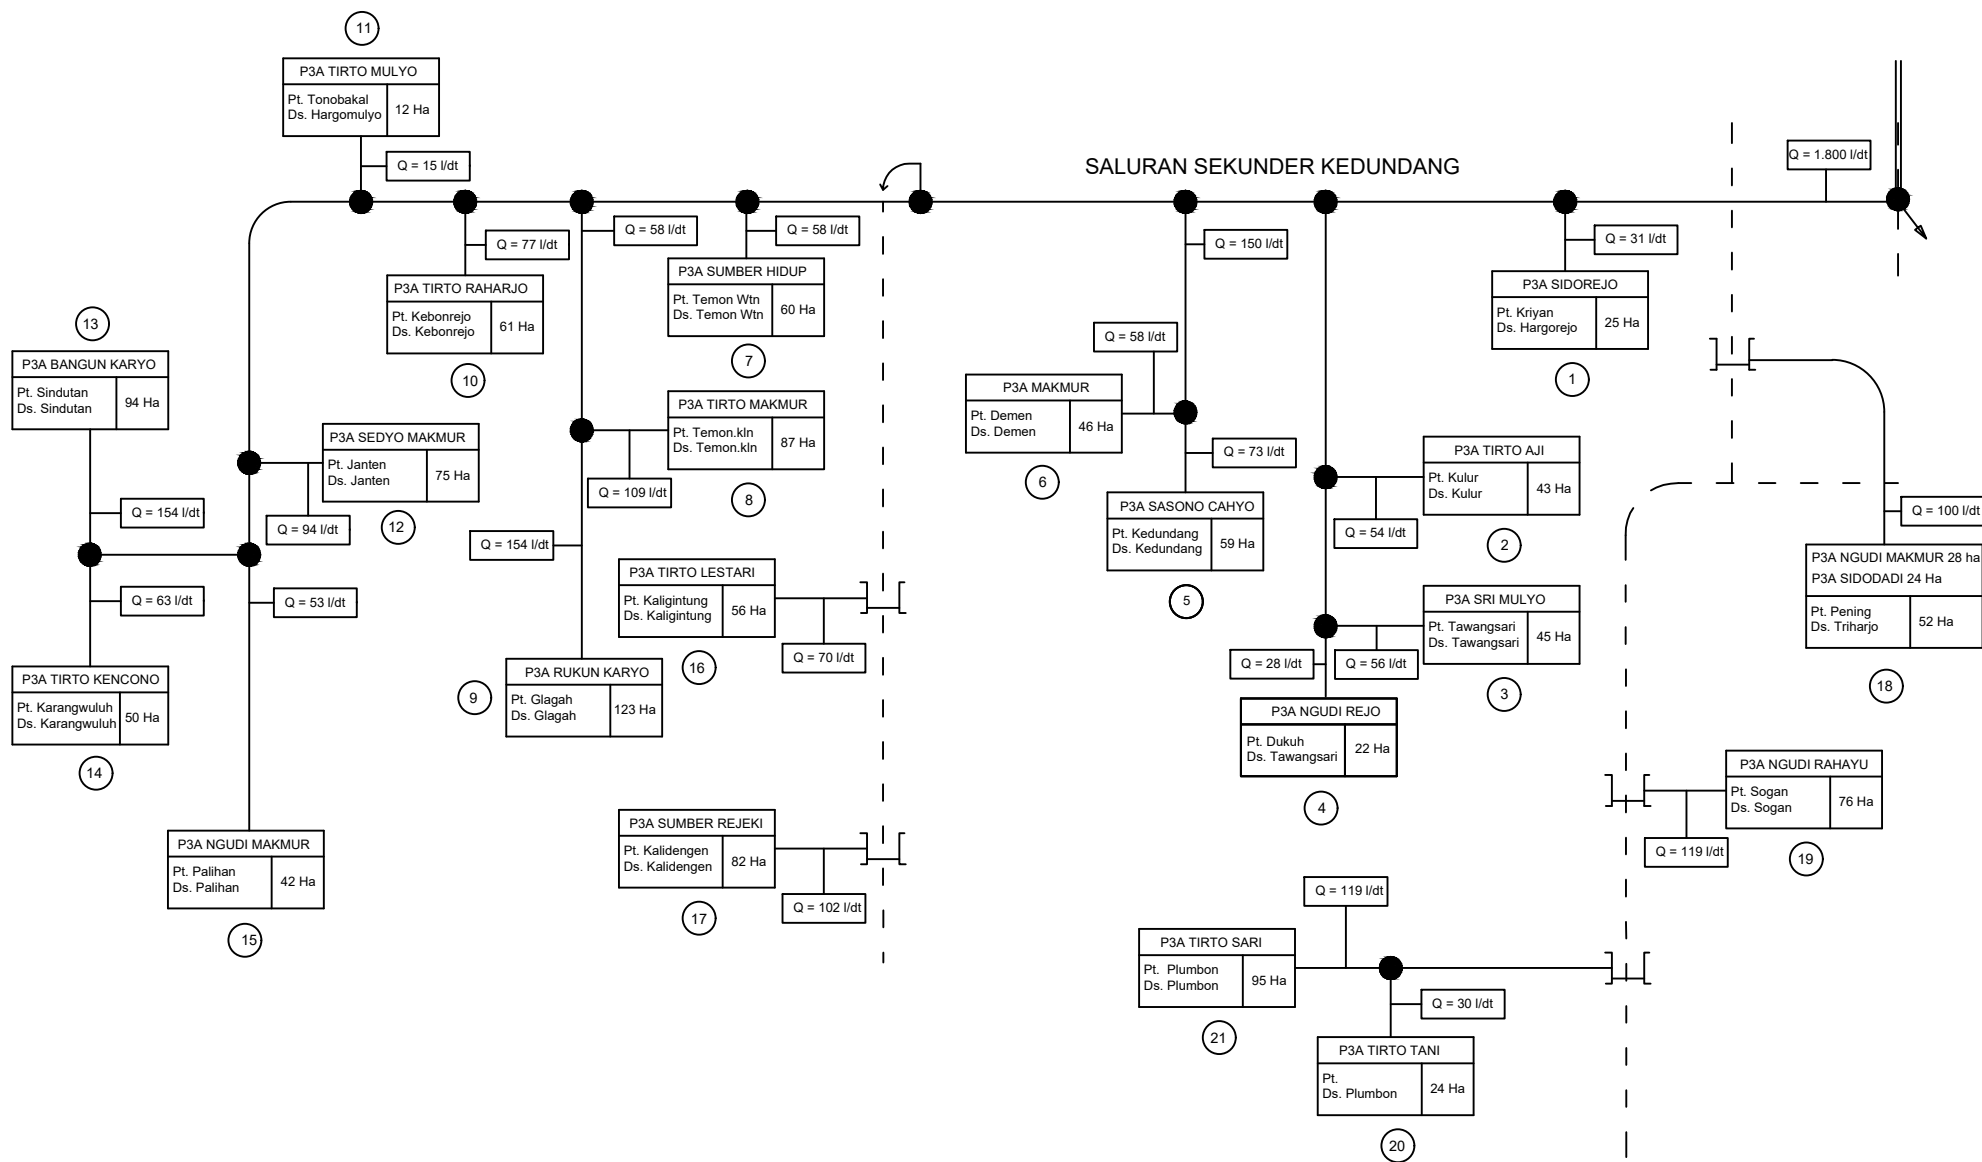 11
P3A TIRTO MULYO
Pt. Tonobakal
Ds. Hargomulyo
12 Ha
Q = 15 l/dt
SALURAN SEKUNDER KEDUNDANG
Q = 1.800 l/dt
Q = 77 l/dt
Q = 58 l/dt
Q = 58 l/dt
Q = 150 l/dt
Q = 31 l/dt
P3A TIRTO RAHARJO
Pt. Kebonrejo
Ds. Kebonrejo
61 Ha
10
P3A SUMBER HIDUP
Pt. Temon Wtn
Ds. Temon Wtn
60 Ha
7
P3A SIDOREJO
Pt. Kriyan
Ds. Hargorejo
25 Ha
1
13
P3A BANGUN KARYO
Pt. Sindutan
Ds. Sindutan
94 Ha
Q = 154 l/dt
P3A SEDYO MAKMUR
Pt. Janten
Ds. Janten
75 Ha
Q = 94 l/dt
12
P3A TIRTO MAKMUR
Pt. Temon.kln
Ds. Temon.kln
87 Ha
Q = 109 l/dt
8
Q = 58 l/dt
P3A MAKMUR
Pt. Demen
Ds. Demen
46 Ha
6
Q = 73 l/dt
P3A SASONO CAHYO
Pt. Kedundang
Ds. Kedundang
59 Ha
5
P3A TIRTO AJI
Pt. Kulur
Ds. Kulur
43 Ha
Q = 54 l/dt
2
Q = 100 l/dt
P3A NGUDI MAKMUR 28 ha
P3A SIDODADI 24 Ha
Pt. Pening
Ds. Triharjo
52 Ha
18
Q = 63 l/dt
Q = 53 l/dt
Q = 154 l/dt
P3A TIRTO LESTARI
Pt. Kaligintung
Ds. Kaligintung
56 Ha
Q = 70 l/dt
16
P3A SRI MULYO
Pt. Tawangsari
Ds. Tawangsari
45 Ha
Q = 28 l/dt
Q = 56 l/dt
3
P3A TIRTO KENCONO
Pt. Karangwuluh
Ds. Karangwuluh
50 Ha
14
9
P3A RUKUN KARYO
Pt. Glagah
Ds. Glagah
123 Ha
P3A NGUDI REJO
Pt. Dukuh
Ds. Tawangsari
22 Ha
4
P3A NGUDI RAHAYU
Pt. Sogan
Ds. Sogan
76 Ha
Q = 119 l/dt
19
P3A NGUDI MAKMUR
Pt. Palihan
Ds. Palihan
42 Ha
15
P3A SUMBER REJEKI
Pt. Kalidengen
Ds. Kalidengen
82 Ha
Q = 102 l/dt
17
Q = 119 l/dt
P3A TIRTO SARI
Pt. Plumbon
Ds. Plumbon
95 Ha
21
Q = 30 l/dt
P3A TIRTO TANI
Pt.
Ds. Plumbon
24 Ha
20